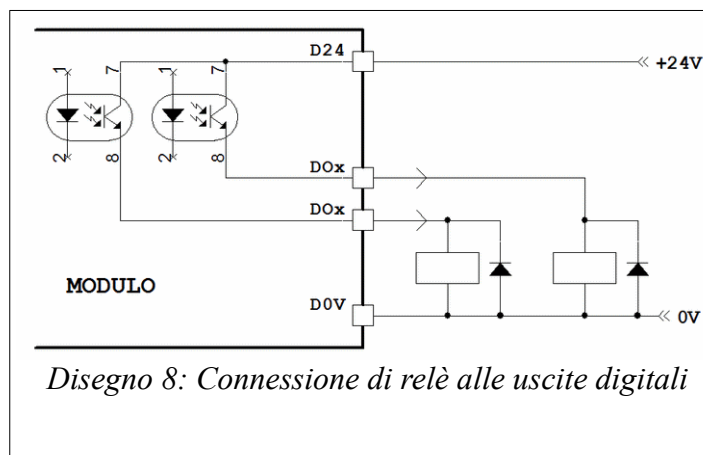 D24
+24V
1 7 1 7
2 8 2 8
DOx
DOx
MODULO
D0V
0V
Disegno 8: Connessione di relè alle uscite digitali